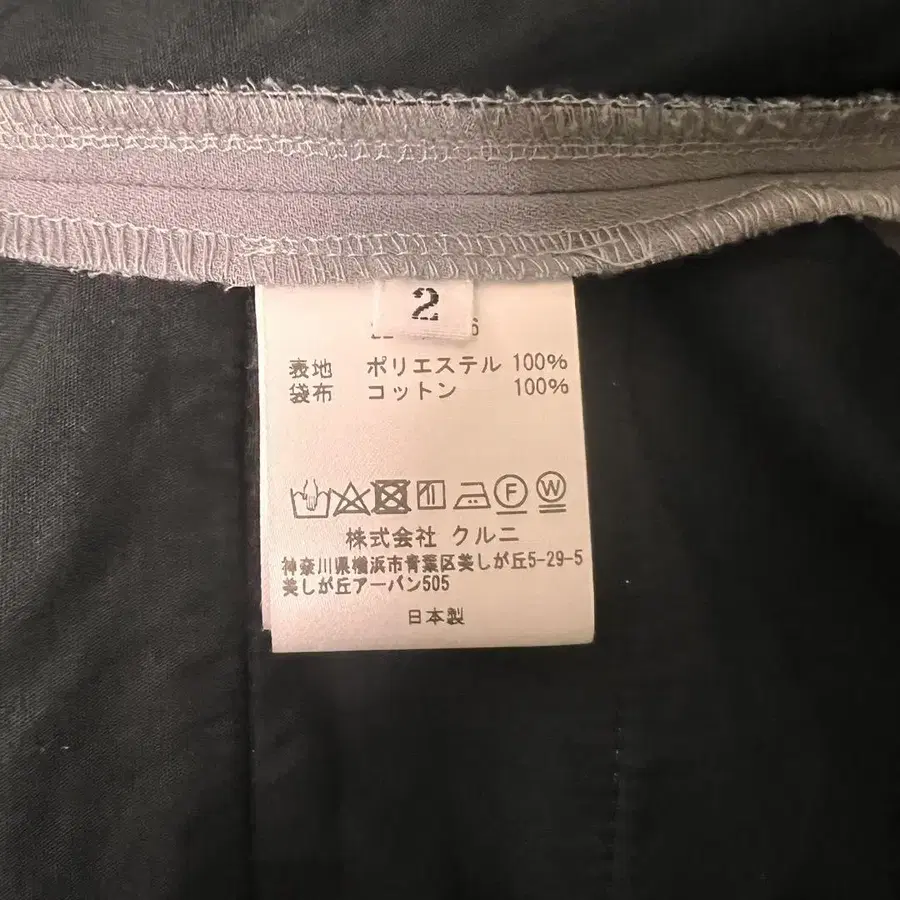 2
表地 ポリエステル 100%
袋布 コットン 100%
F W
株式会社 クルニ
神奈川県横浜市青葉区美しが丘5-29-5
美しが丘アーバン505
日本製